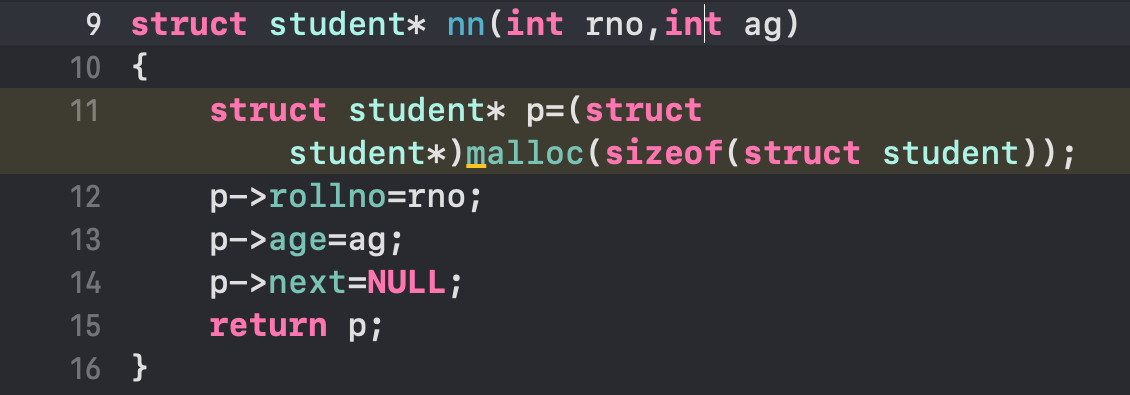 9 struct student* nn(int rno,int ag)
10 {
11 struct student* p=(struct
student*)malloc(sizeof(struct student));
12 p->rollno=rno;
13 p->age=ag;
14 p->next=NULL;
15 return p;
16 }